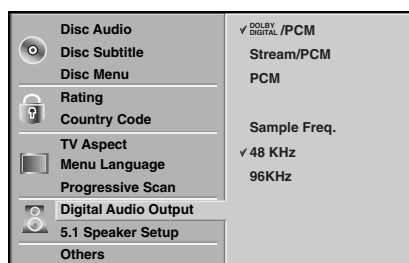 Disc Audio
Disc Subtitle
Disc Menu
Rating
Country Code
TV Aspect
Menu Language
Progressive Scan
Digital Audio Output
5.1 Speaker Setup
Others
DOLBY DIGITAL /PCM
Stream/PCM
PCM
Sample Freq.
48 KHz
96KHz